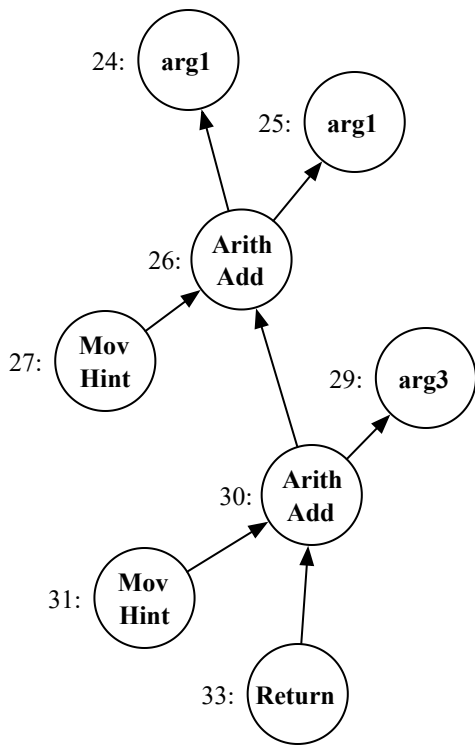 24: arg1
25: arg1
26: Arith
Add
27: Mov
Hint
29: arg3
30: Arith
Add
31: Mov
Hint
33: Return